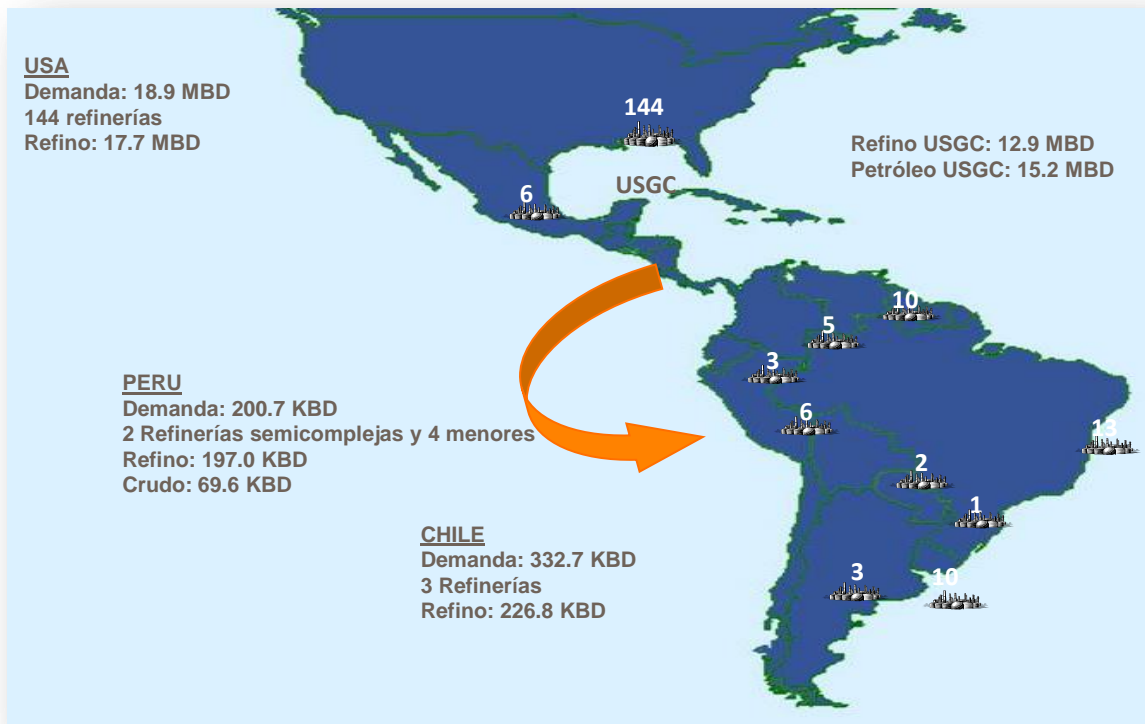 USA
Demanda: 18.9 MBD
144 refinerías
Refino: 17.7 MBD
144
Refino USGC: 12.9 MBD
Petróleo USGC: 15.2 MBD
USGC
6
10
5
3
PERU
Demanda: 200.7 KBD
2 Refinerías semicomplejas y 4 menores
Refino: 197.0 KBD
Crudo: 69.6 KBD
6
13
2
1
CHILE
Demanda: 332.7 KBD
3 Refinerías
Refino: 226.8 KBD
3
10